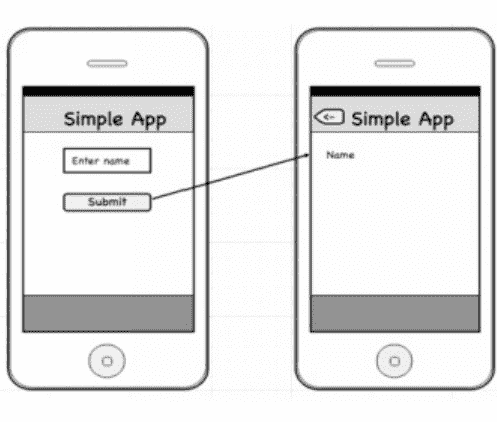 Simple App
Enter name
Submit
<- Simple App
Name